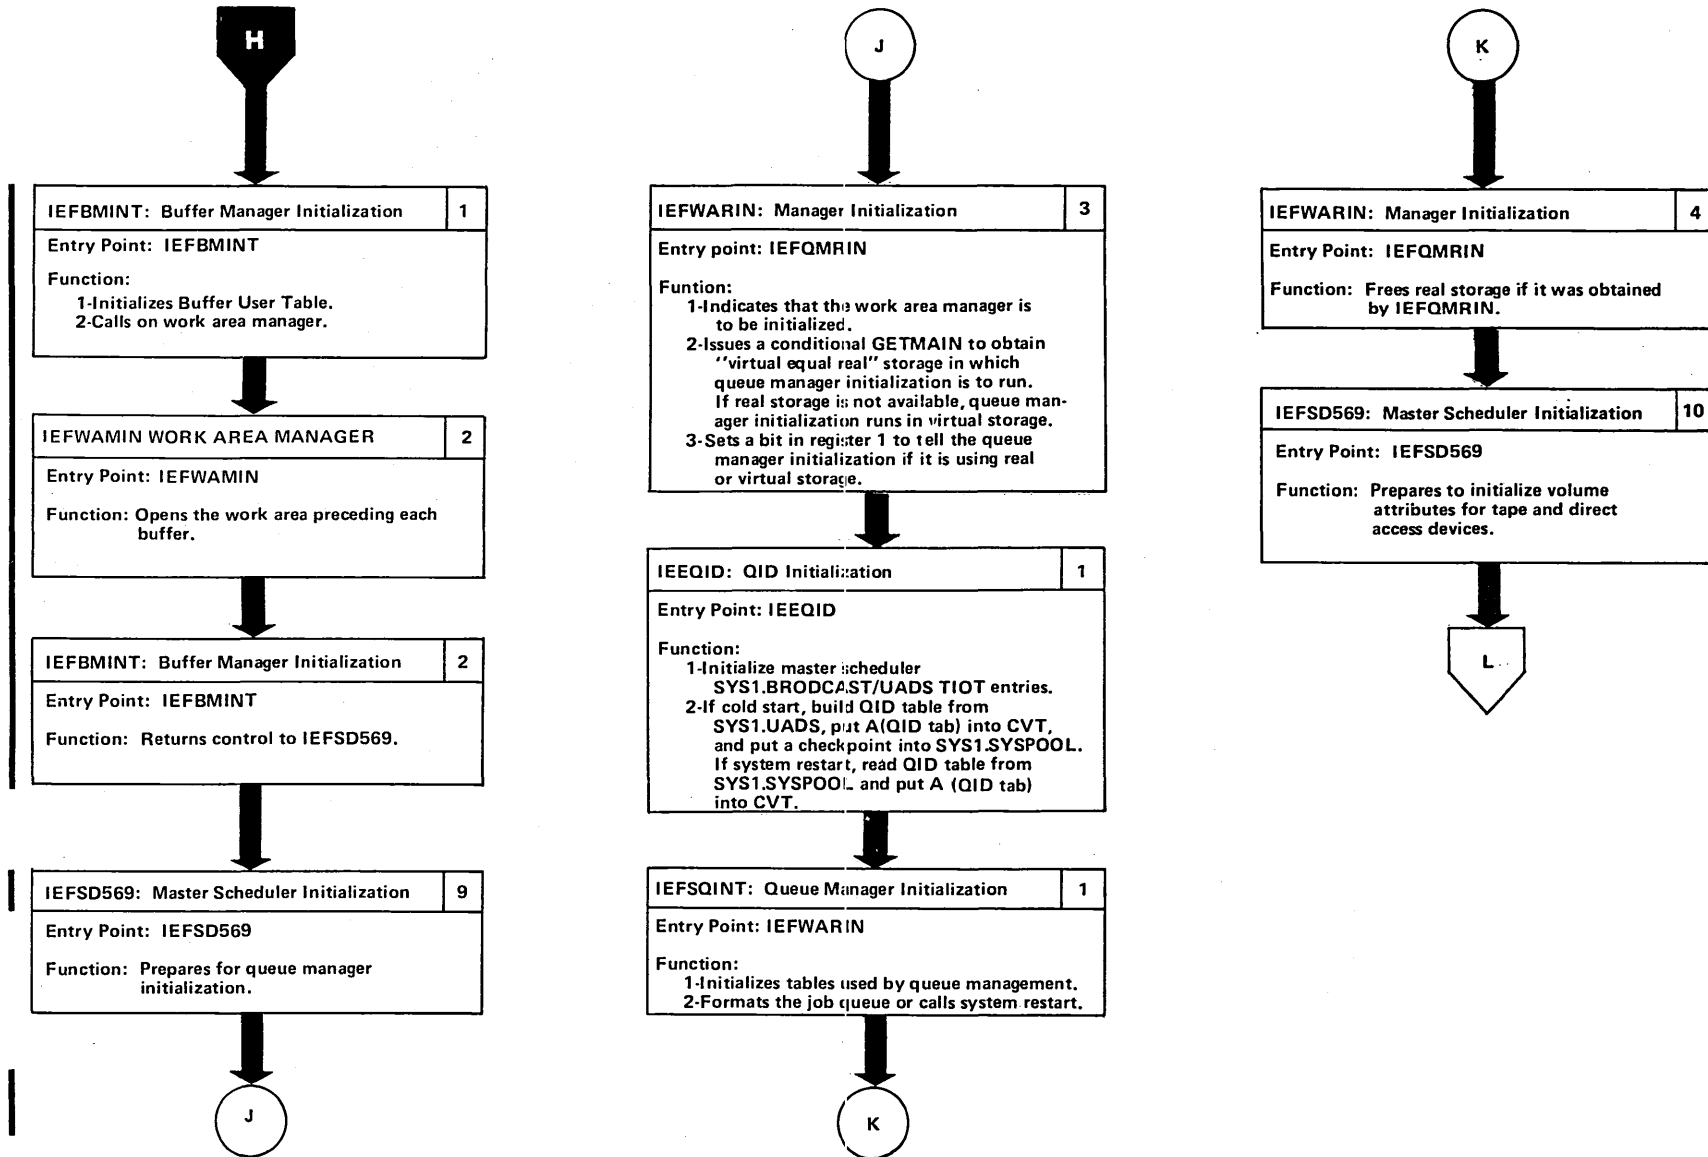 H
IEFBMINT: Buffer Manager Initialization 1
Entry Point: IEFBMINT
Function:
1-Initializes Buffer User Table.
2-Calls on work area manager.
IEFWAMIN WORK AREA MANAGER 2
Entry Point: IEFWAMIN
Function: Opens the work area preceding each
buffer.
IEFBMINT: Buffer Manager Initialization 2
Entry Point: IEFBMINT
Function: Returns control to IEFSD569.
IEFSD569: Master Scheduler Initialization 9
Entry Point: IEFSD569
Function: Prepares for queue manager
initialization.
J
J
IEFWARIN: Manager Initialization 3
Entry point: IEFQMRIN
Funtion:
1-Indicates that the work area manager is
to be initialized.
2-Issues a conditional GETMAIN to obtain
''virtual equal real" storage in which
queue manager initialization is to run.
If real storage is not available, queue man-
ager initialization runs in virtual storage.
3-Sets a bit in register 1 to tell the queue
manager initialization if it is using real
or virtual storage.
IEEQID: QID Initialization 1
Entry Point: IEEQID
Function:
1-Initialize master scheduler
SYS1.BRODCAST/UADS TIOT entries.
2-If cold start, build QID table from
SYS1.UADS, put A(QID tab) into CVT,
and put a checkpoint into SYS1.SYSPOOL.
If system restart, read QID table from
SYS1.SYSPOOL and put A (QID tab)
into CVT.
IEFSQINT: Queue Manager Initialization 1
Entry Point: IEFWARIN
Function:
1-Initializes tables used by queue management.
2-Formats the job queue or calls system restart.
K
K
IEFWARIN: Manager Initialization 4
Entry Point: IEFQMRIN
Function: Frees real storage if it was obtained
by IEFQMRIN.
IEFSD569: Master Scheduler Initialization 10
Entry Point: IEFSD569
Function: Prepares to initialize volume
attributes for tape and direct
access devices.
L